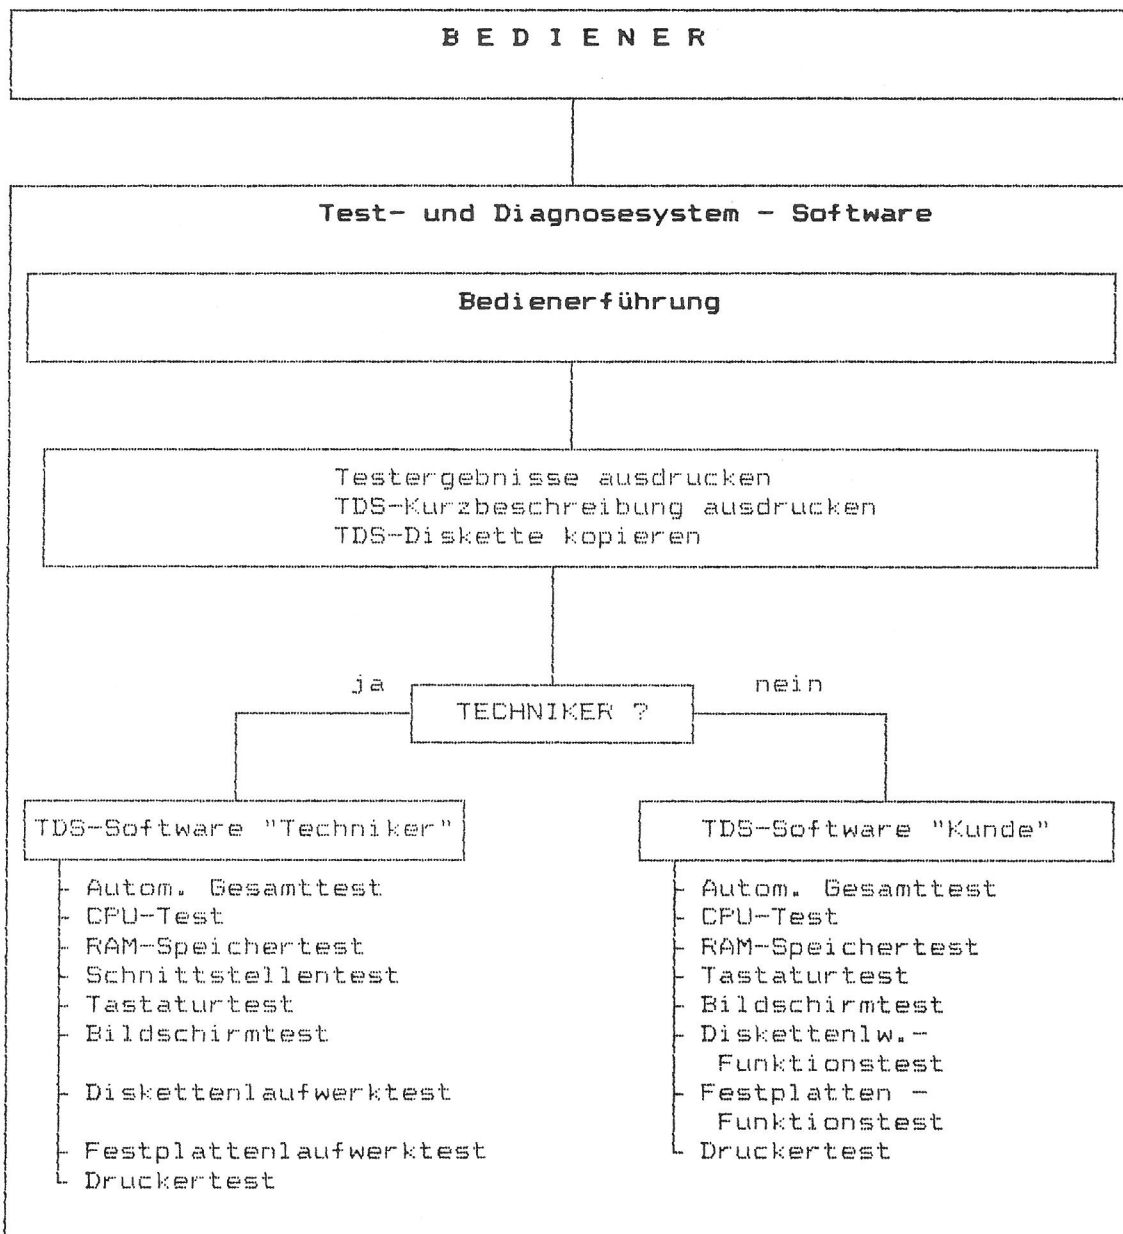 B E D I E N E R
Test- und Diagnosesystem - Software
Bedienerführung
Testergebnisse ausdrucken
TDS-Kurzbeschreibung ausdrucken
TDS-Diskette kopieren
ja
nein
TECHNIKER ?
TDS-Software "Techniker"
Autom. Gesamttest
CPU-Test
RAM-Speichertest
Schnittstellentest
Tastaturtest
Bildschirmtest
Diskettenlaufwerktest
Festplattenlaufwerktest
Druckertest
TDS-Software "Kunde"
Autom. Gesamttest
CPU-Test
RAM-Speichertest
Tastaturtest
Bildschirmtest
Diskettenlw.-
Funktionstest
Festplatten -
Funktionstest
Druckertest